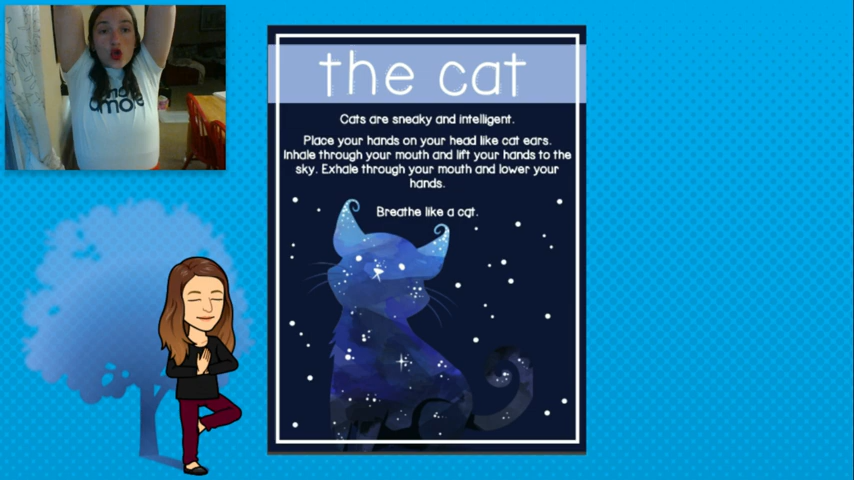 the cat
Cats are sneaky and intelligent.
Place your hands on your head like cat ears.
Inhale through your mouth and lift your hands to the
sky. Exhale through your mouth and lower your
hands.
Breathe like a cat.